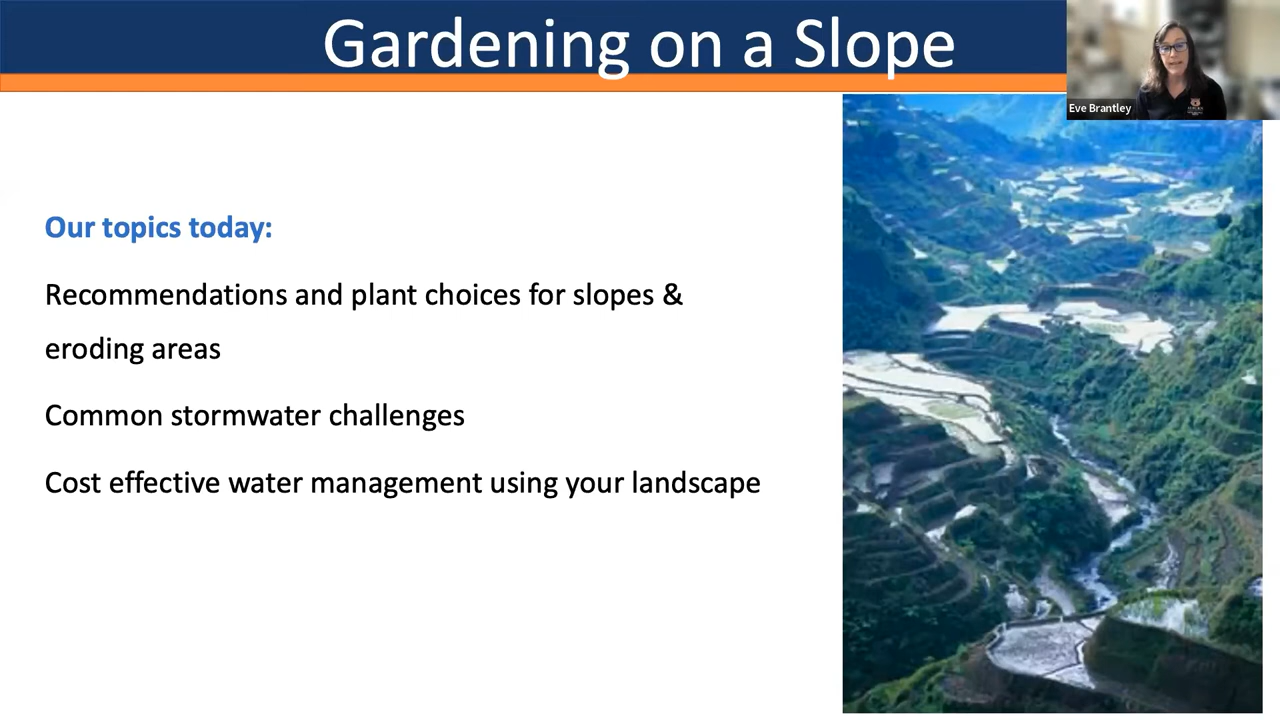 Gardening on a Slope
Eve Brantley
Our topics today:
Recommendations and plant choices for slopes &
eroding areas
Common stormwater challenges
Cost effective water management using your landscape